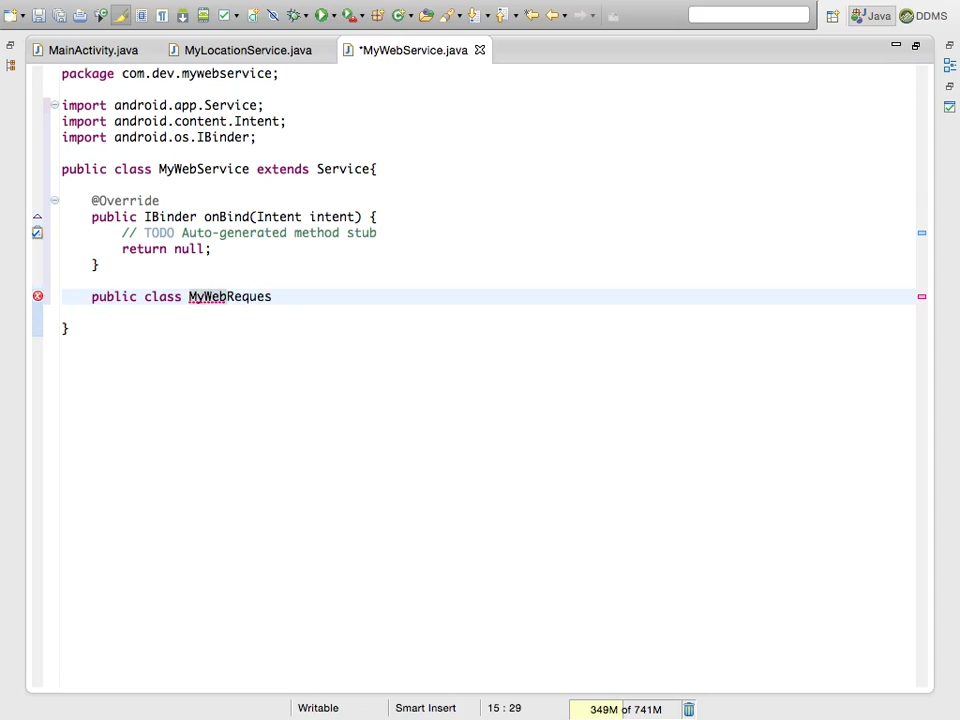 Java
DDMS
MainActivity.java
MyLocationService.java
*MyWebService.java
package com.dev.mywebservice;
import android.app.Service;
import android.content.Intent;
import android.os.IBinder;
public class MyWebService extends Service{
@Override
public IBinder onBind(Intent intent) {
// TODO Auto-generated method stub
return null;
}
public class MyWebReques
}
Writable
Smart Insert
15 : 29
349M of 741M